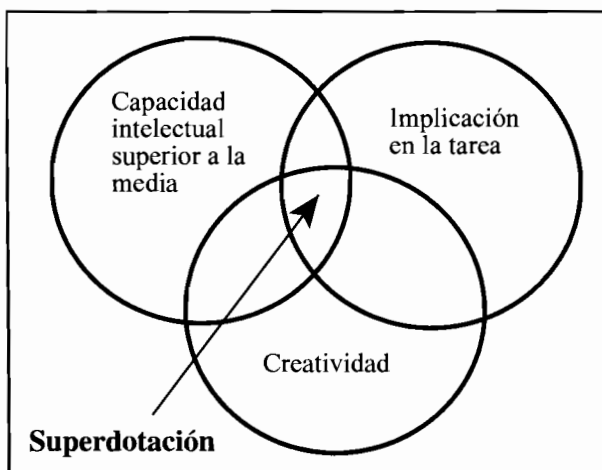 Capacidad
intelectual
superior a la
media
Implicación
en la tarea
Creatividad
Superdotación